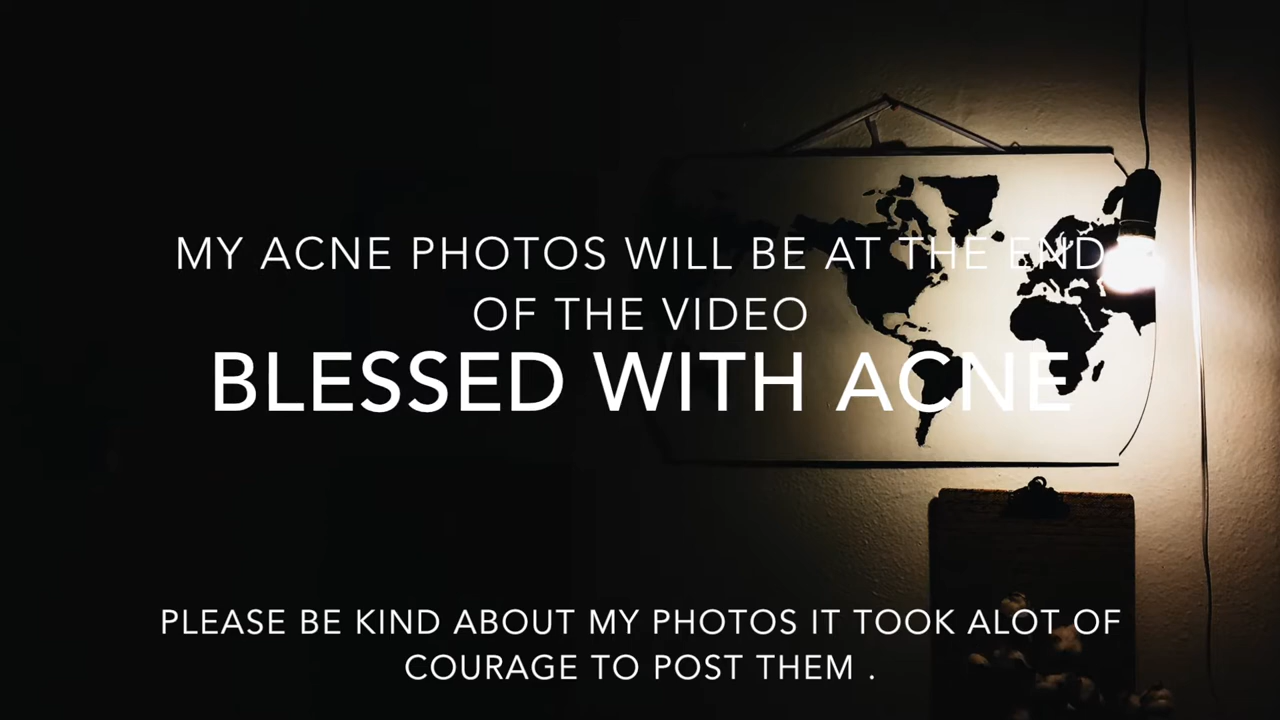 MY ACNE PHOTOS WILL BE AT THE END
OF THE VIDEO
BLESSED WITH ACNE
PLEASE BE KIND ABOUT MY PHOTOS IT TOOK ALOT OF
COURAGE TO POST THEM .